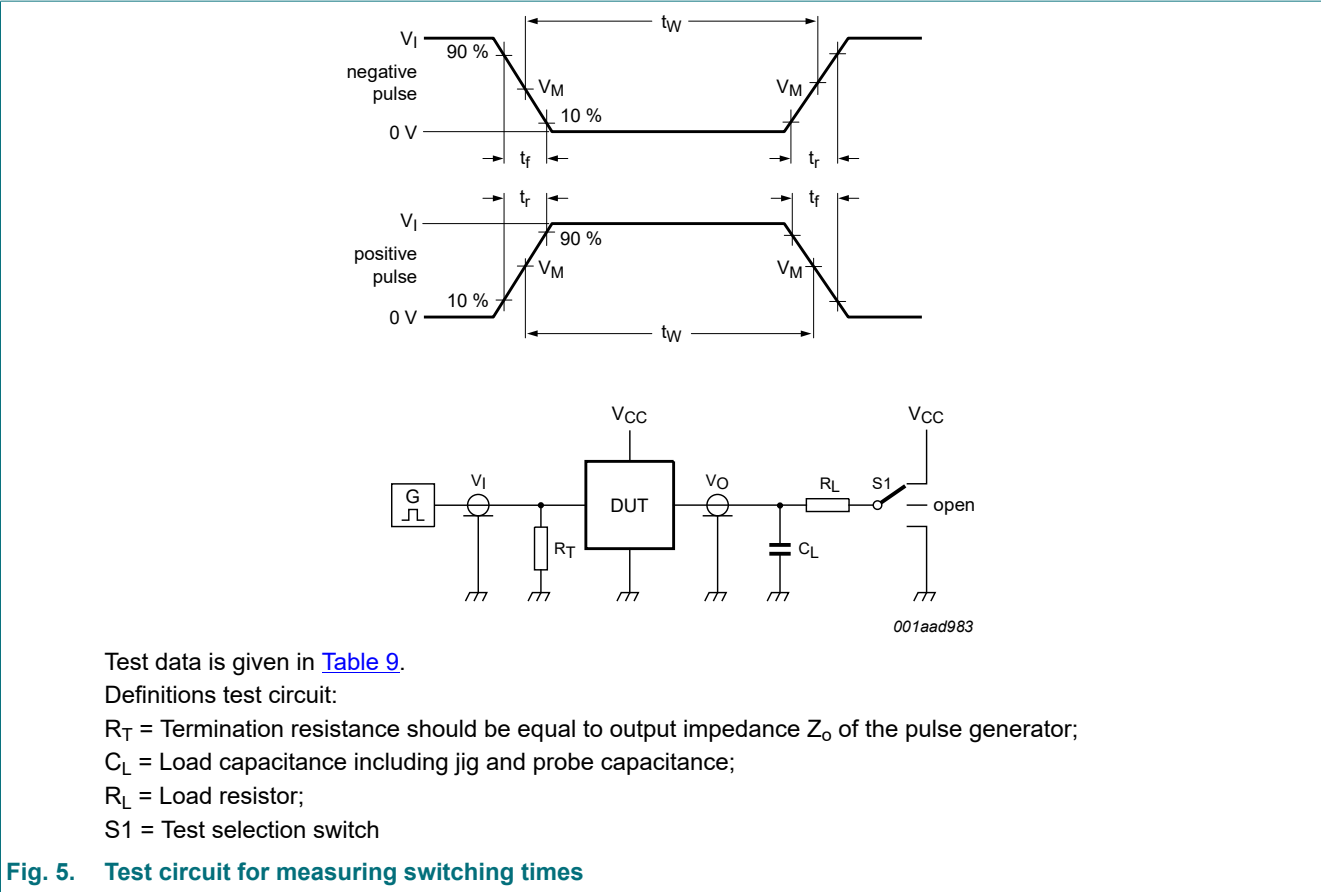 tW
VI
90 %
negative
pulse
VM
VM
10 %
0 V
tf
tr
tr
tf
VI
90 %
positive
pulse
VM
VM
10 %
0 V
tW
VCC
VCC
G
VI
DUT
VO
RL
S1
open
RT
CL
001aad983
Test data is given in Table 9.
Definitions test circuit:
RT = Termination resistance should be equal to output impedance Zo of the pulse generator;
CL = Load capacitance including jig and probe capacitance;
RL = Load resistor;
S1 = Test selection switch
Fig. 5. Test circuit for measuring switching times